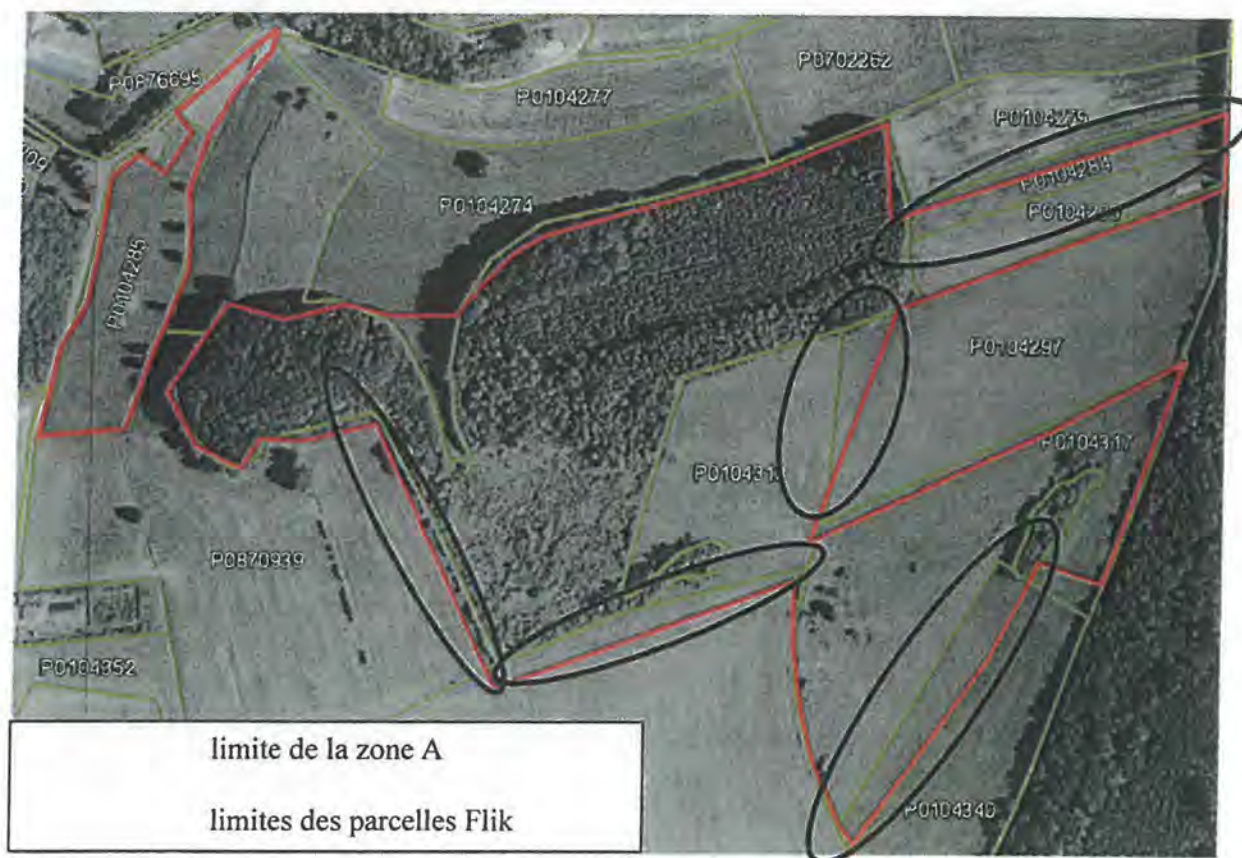 P0876695
P0702262
P0104277
P0104279
P0104284
P0104274
P0104285
P0104297
P0104317
P0870939
P0104352
P0104340
limite de la zone A
limites des parcelles Flik